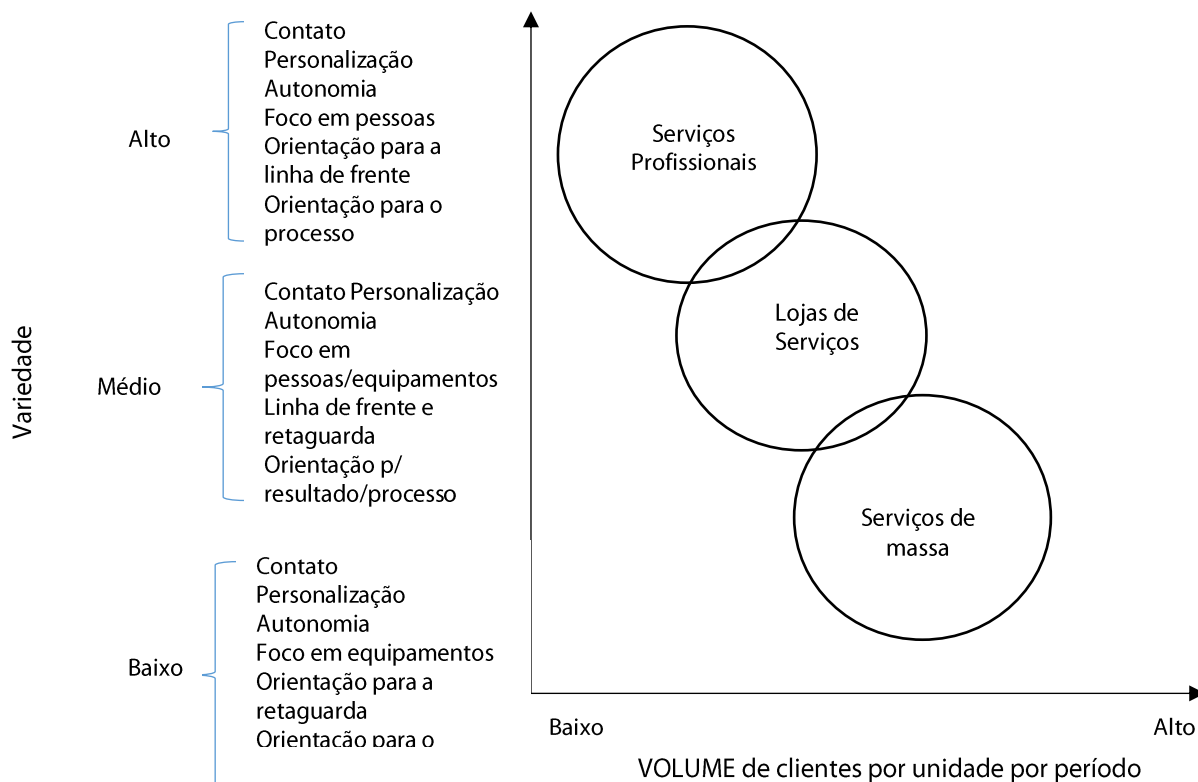 Variedade
Alto
Contato
Personalização
Autonomia
Foco em pessoas
Orientação para a
linha de frente
Orientação para o
processo
Médio
Contato Personalização
Autonomia
Foco em
pessoas/equipamentos
Linha de frente e
retaguarda
Orientação p/
resultado/processo
Baixo
Contato
Personalização
Autonomia
Foco em equipamentos
Orientação para a
retaguarda
Orientação para o
Serviços
Profissionais
Lojas de
Serviços
Serviços de
massa
Baixo
Alto
VOLUME de clientes por unidade por período